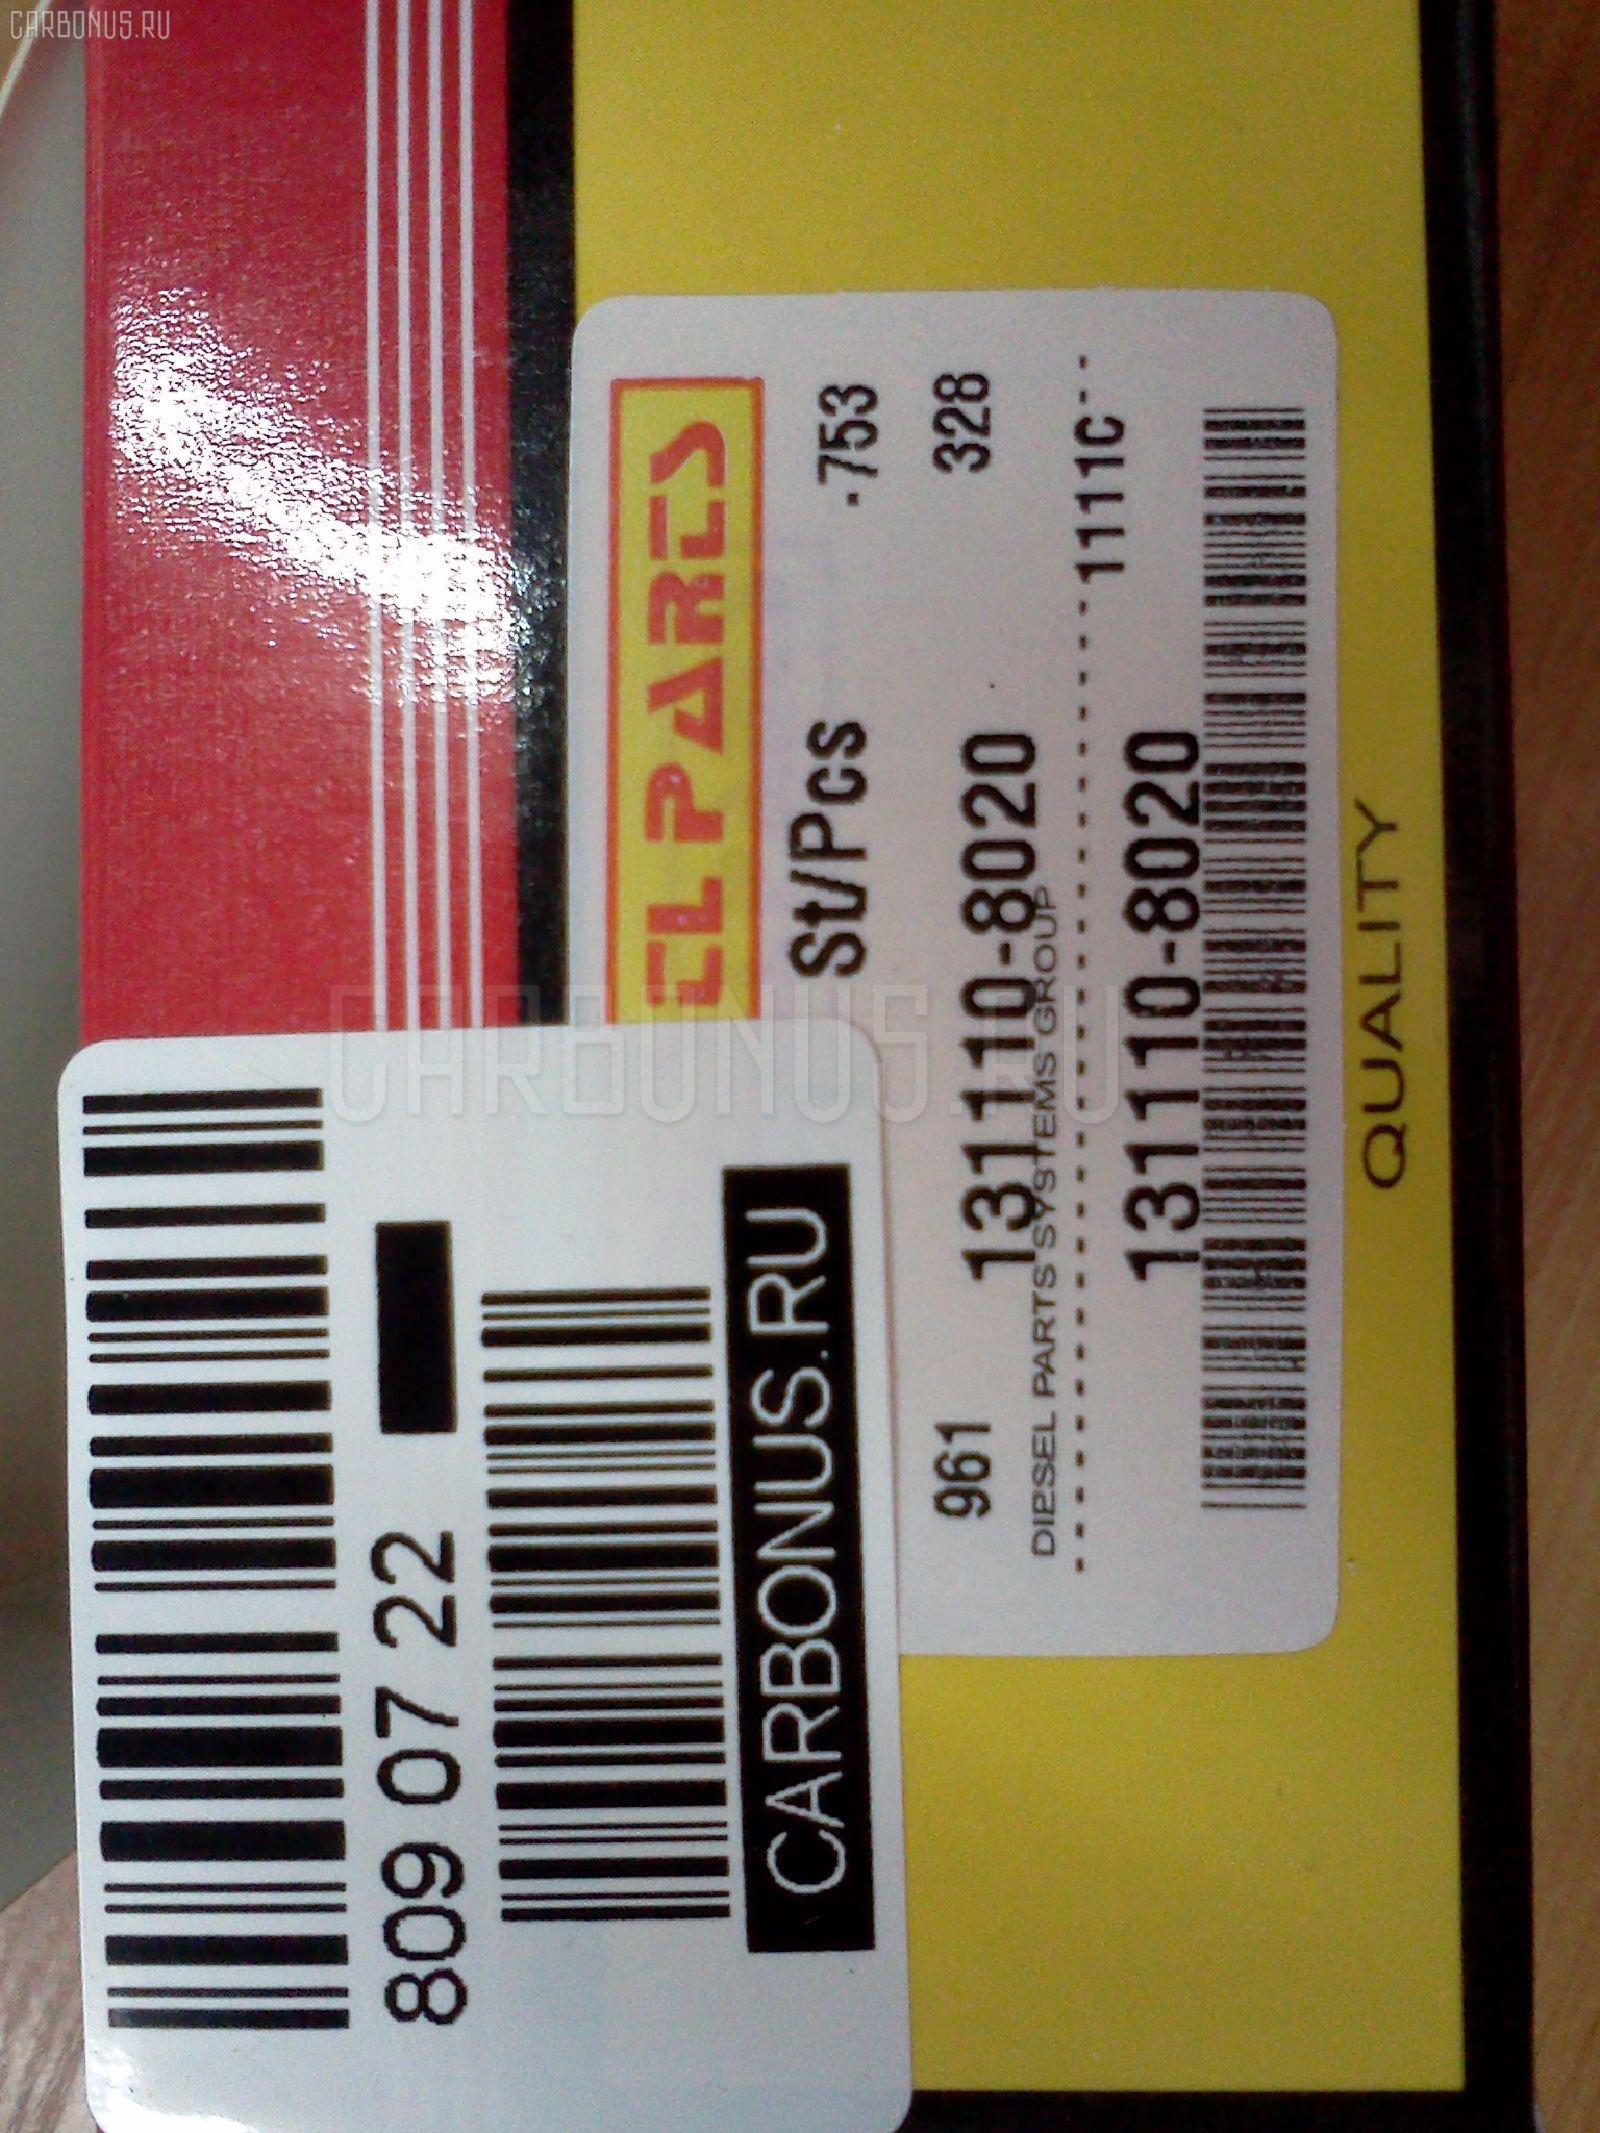 CARBONUS.RU
EL PARTS
St/Pcs -753
961 328
131110-8020
DIESEL PARTS SYSTEMS GROUP
1111C
131110-8020
QUALITY
809 07 22
CARBONUS.RU
CARBONUS.RU